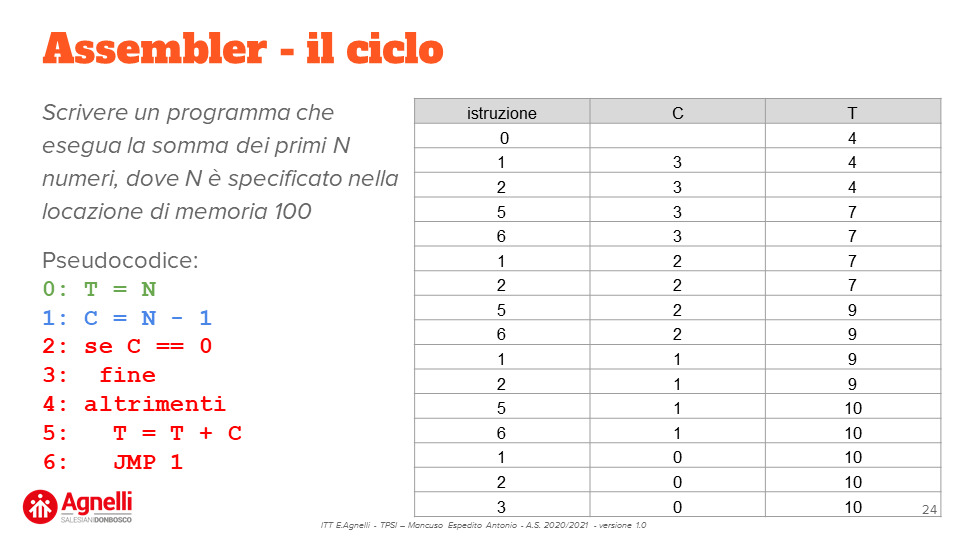 Assembler - il ciclo
Scrivere un programma che
esegua la somma dei primi N
numeri, dove N è specificato nella
locazione di memoria 100
Pseudocodice:
0: T = N
1: C = N - 1
2: se C == 0
3:  fine
4: altrimenti
5:   T = T + C
6:   JMP 1
istruzione C T
0 4
1 3 4
2 3 4
5 3 7
6 3 7
1 2 7
2 2 7
5 2 9
6 2 9
1 1 9
2 1 9
5 1 10
6 1 10
1 0 10
2 0 10
3 0 10
Agnelli
SALESIANIDONBOSCO
ITT E.Agnelli - TPSI – Mancuso Espedito Antonio - A.S. 2020/2021 - versione 1.0
24